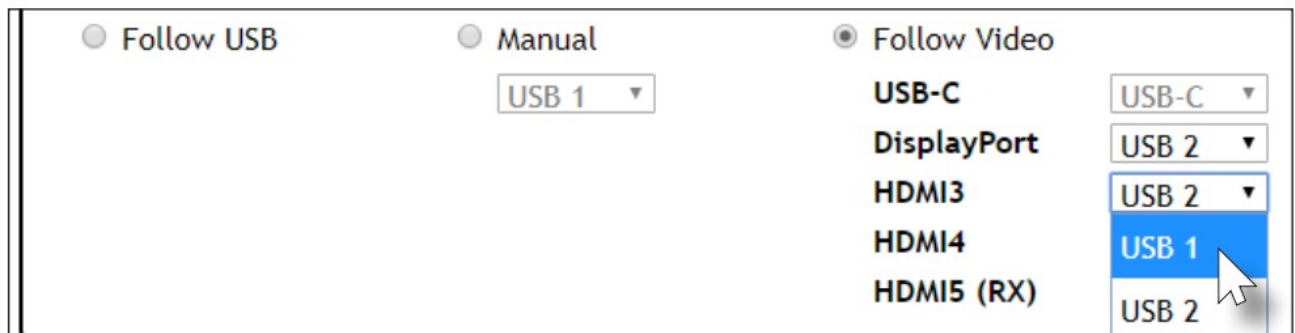 Follow USB Manual Follow Video
USB 1 USB-C USB-C
DisplayPort USB 2
HDMI3 USB 2
HDMI4 USB 1
HDMI5 (RX) USB 2